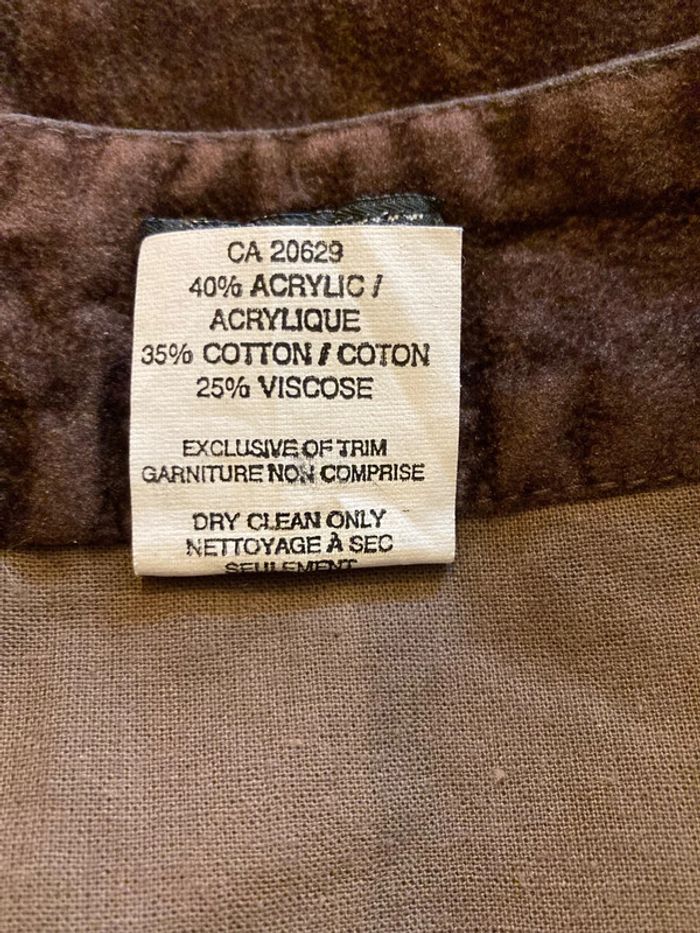 CA 20629
40% ACRYLIC /
ACRYLIQUE
35% COTTON / COTON
25% VISCOSE
EXCLUSIVE OF TRIM
GARNITURE NON COMPRISE
DRY CLEAN ONLY
NETTOYAGE À SEC
SEULEMENT